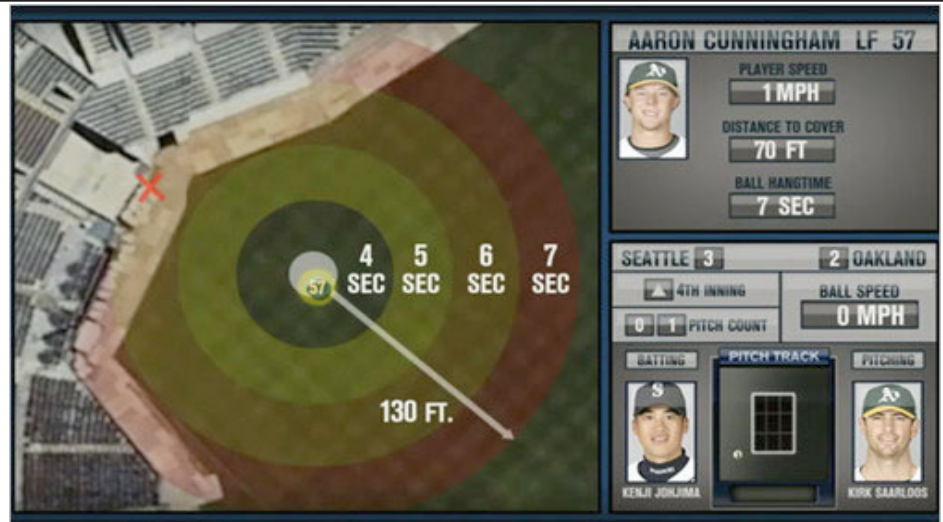 AARON CUNNINGHAM LF 57
PLAYER SPEED
1 MPH
DISTANCE TO COVER
70 FT
BALL HANGTIME
7 SEC
4 SEC
5 SEC
6 SEC
7 SEC
57
130 FT.
SEATTLE 3
2 OAKLAND
4TH INNING
0 1 PITCH COUNT
BALL SPEED
0 MPH
BATTING
PITCH TRACK
PITCHING
A's
S
A's
KENJI JOHJIMA
KIRK SAARLOOS